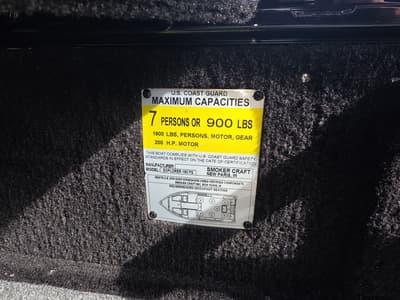 U.S. COAST GUARD
MAXIMUM CAPACITIES
7 PERSONS OR 900 LBS
1600 LBS, PERSONS, MOTOR, GEAR
200 H.P. MOTOR
THIS BOAT COMPLIES WITH U.S. COAST GUARD SAFETY
STANDARDS IN EFFECT ON THE DATE OF CERTIFICATION
MANUFACTURER: SMOKER CRAFT
MODEL: NEW PARIS, IN